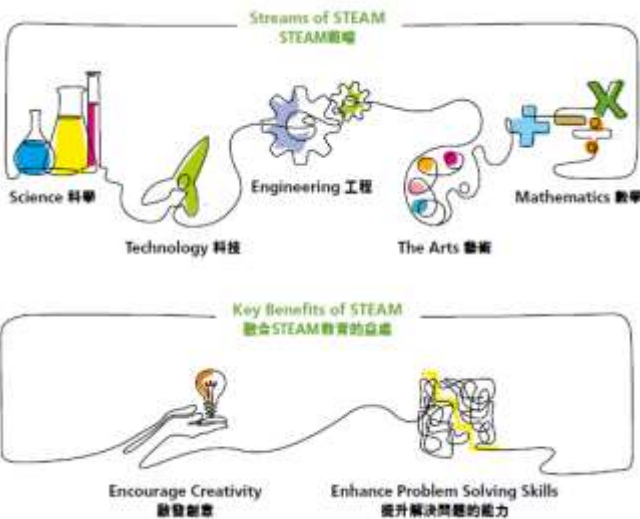 Streams of STEAM
STEAM範疇
Science 科學
Technology 科技
Engineering 工程
The Arts 藝術
Mathematics 數學
Key Benefits of STEAM
融合STEAM教育的益處
Encourage Creativity
啟發創意
Enhance Problem Solving Skills
提升解決問題的能力